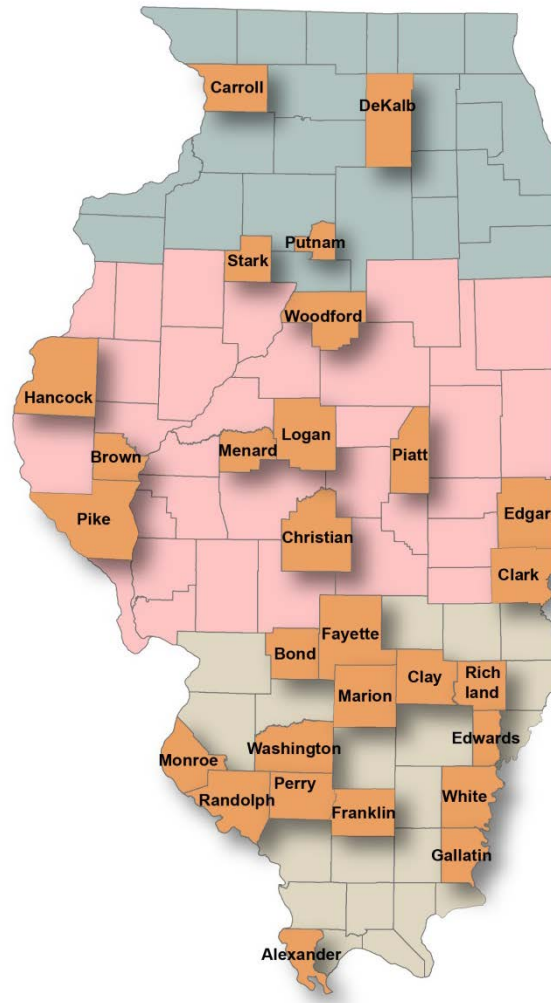 Carroll
DeKalb
Putnam
Stark
Woodford
Hancock
Logan
Brown
Menard
Piatt
Pike
Edgar
Christian
Clark
Fayette
Bond
Clay
Rich
land
Marion
Edwards
Washington
Monroe
Perry
White
Randolph
Franklin
Gallatin
Alexander